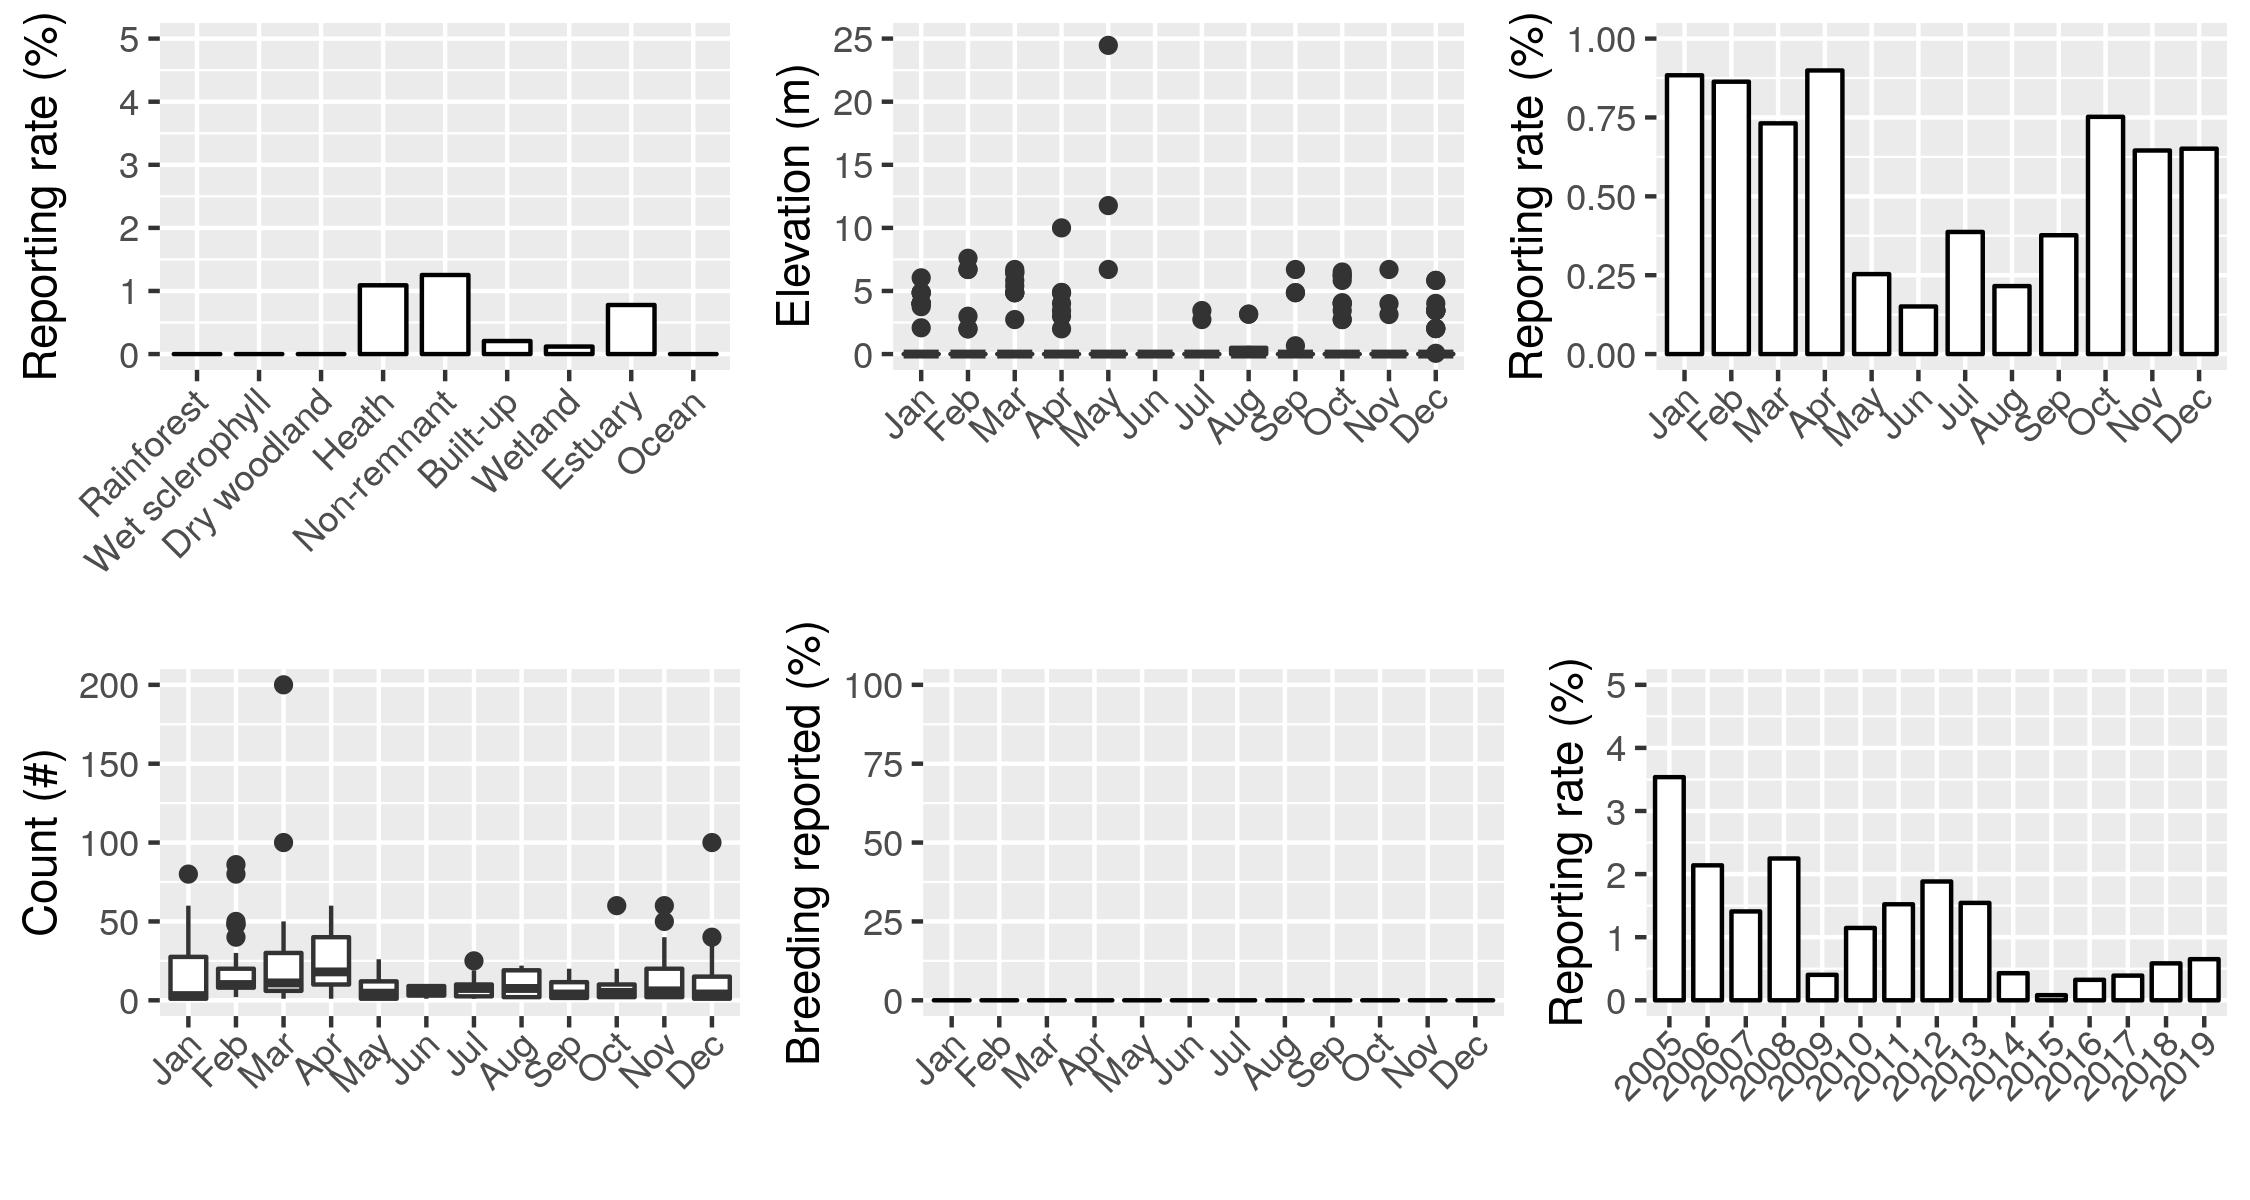 Reporting rate (%)
5
4
3
2
1
0
Rainforest
Wet sclerophyll
Dry woodland
Heath
Non-remnant
Built-up
Wetland
Estuary
Ocean
Elevation (m)
25
20
15
10
5
0
Jan
Feb
Mar
Apr
May
Jun
Jul
Aug
Sep
Oct
Nov
Dec
Reporting rate (%)
1.00
0.75
0.50
0.25
0.00
Jan
Feb
Mar
Apr
May
Jun
Jul
Aug
Sep
Oct
Nov
Dec
Count (#)
200
150
100
50
0
Jan
Feb
Mar
Apr
May
Jun
Jul
Aug
Sep
Oct
Nov
Dec
Breeding reported (%)
100
75
50
25
0
Jan
Feb
Mar
Apr
May
Jun
Jul
Aug
Sep
Oct
Nov
Dec
Reporting rate (%)
5
4
3
2
1
0
2005
2006
2007
2008
2009
2010
2011
2012
2013
2014
2015
2016
2017
2018
2019